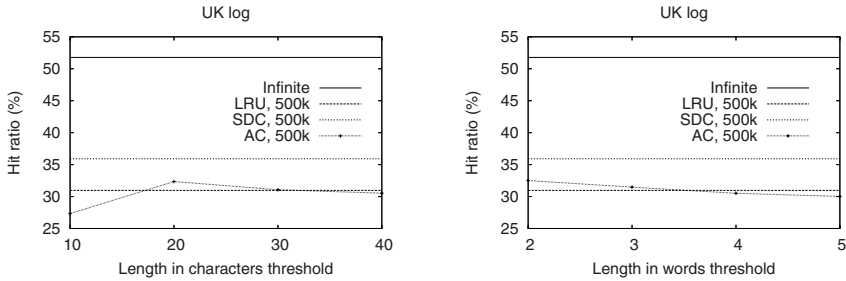 UK log
55
50
45
40
35
30
25
Hit ratio (%)
Infinite
LRU, 500k
SDC, 500k
AC, 500k
10
20
30
40
Length in characters threshold
UK log
55
50
45
40
35
30
25
Hit ratio (%)
Infinite
LRU, 500k
SDC, 500k
AC, 500k
2
3
4
5
Length in words threshold